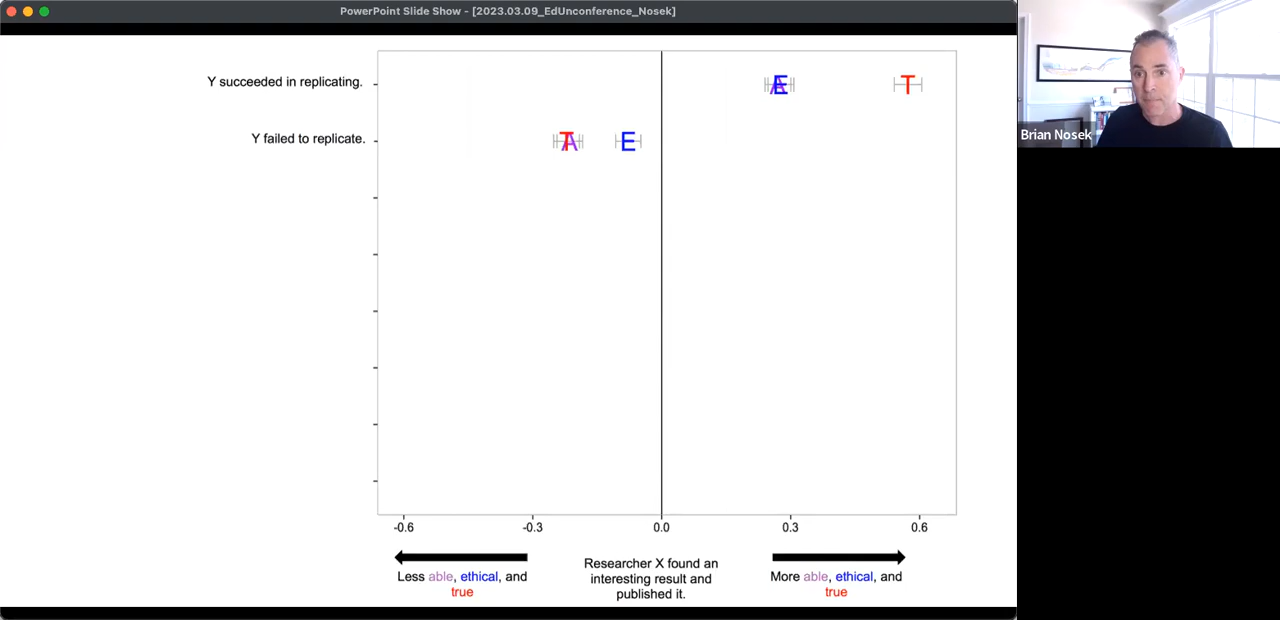 PowerPoint Slide Show - [2023.03.09_EdUnconference_Nosek]
Y succeeded in replicating.
A E T
Y failed to replicate.
T A E
-0.6 -0.3 0.0 0.3 0.6
Less able, ethical, and
true
Researcher X found an
interesting result and
published it.
More able, ethical, and
true
Brian Nosek